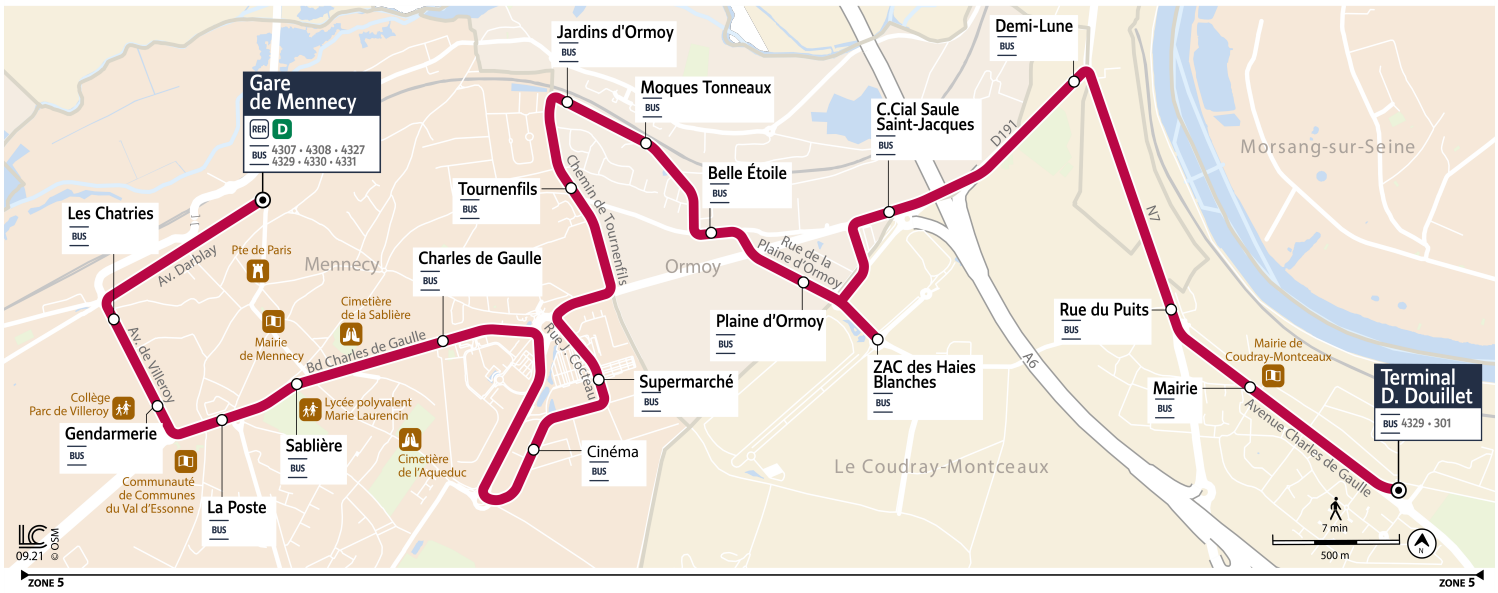 Jardins d'Ormoy
BUS
Demi-Lune
BUS
Gare
de Mennecy
RER D
BUS 4307 • 4308 • 4327
4329 • 4330 • 4331
Moques Tonneaux
BUS
C.Cial Saule
Saint-Jacques
BUS
D191
Morsang-sur-Seine
Tournenfils
BUS
Chemin de Tournenfils
Belle Étoile
BUS
Les Chatries
BUS
Av. Darblay
Pte de Paris
Mennecy
Charles de Gaulle
BUS
Ormoy
Rue de la
Plaine d'Ormoy
N7
Cimetière
de la Sablière
Mairie
de Mennecy
Av. de Villeroy
Bd Charles de Gaulle
Rue J. Cocteau
Plaine d'Ormoy
BUS
Rue du Puits
BUS
A6
Mairie de
Coudray-Montceaux
ZAC des Haies
Blanches
BUS
Supermarché
BUS
Mairie
BUS
Terminal
D. Douillet
BUS 4329 • 301
Avenue Charles de Gaulle
Collège
Parc de Villeroy
Lycée polyvalent
Marie Laurencin
Gendarmerie
BUS
Sablière
BUS
Cimetière
de l'Aqueduc
Cinéma
BUS
Le Coudray-Montceaux
Communauté
de Communes
du Val d'Essonne
La Poste
BUS
LC
09.21
© OSM
7 min
500 m
N
ZONE 5
ZONE 5